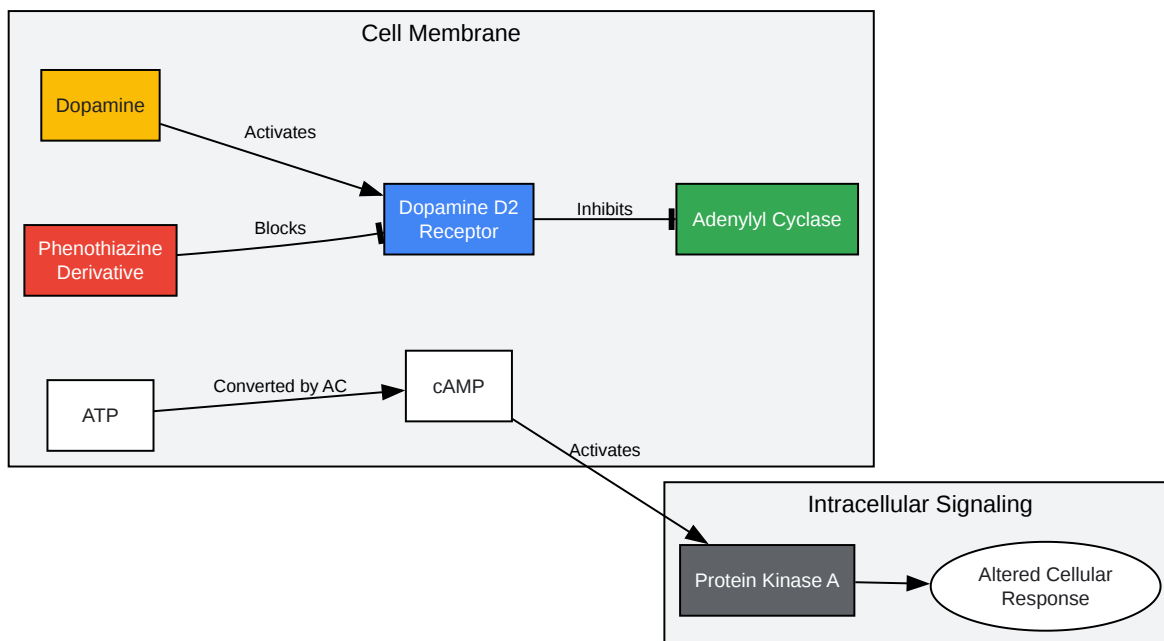 Cell Membrane
Dopamine
Activates
Dopamine D2
Receptor
Inhibits
Adenylyl Cyclase
Phenothiazine
Derivative
Blocks
ATP
Converted by AC
cAMP
Activates
Intracellular Signaling
Protein Kinase A
Altered Cellular
Response